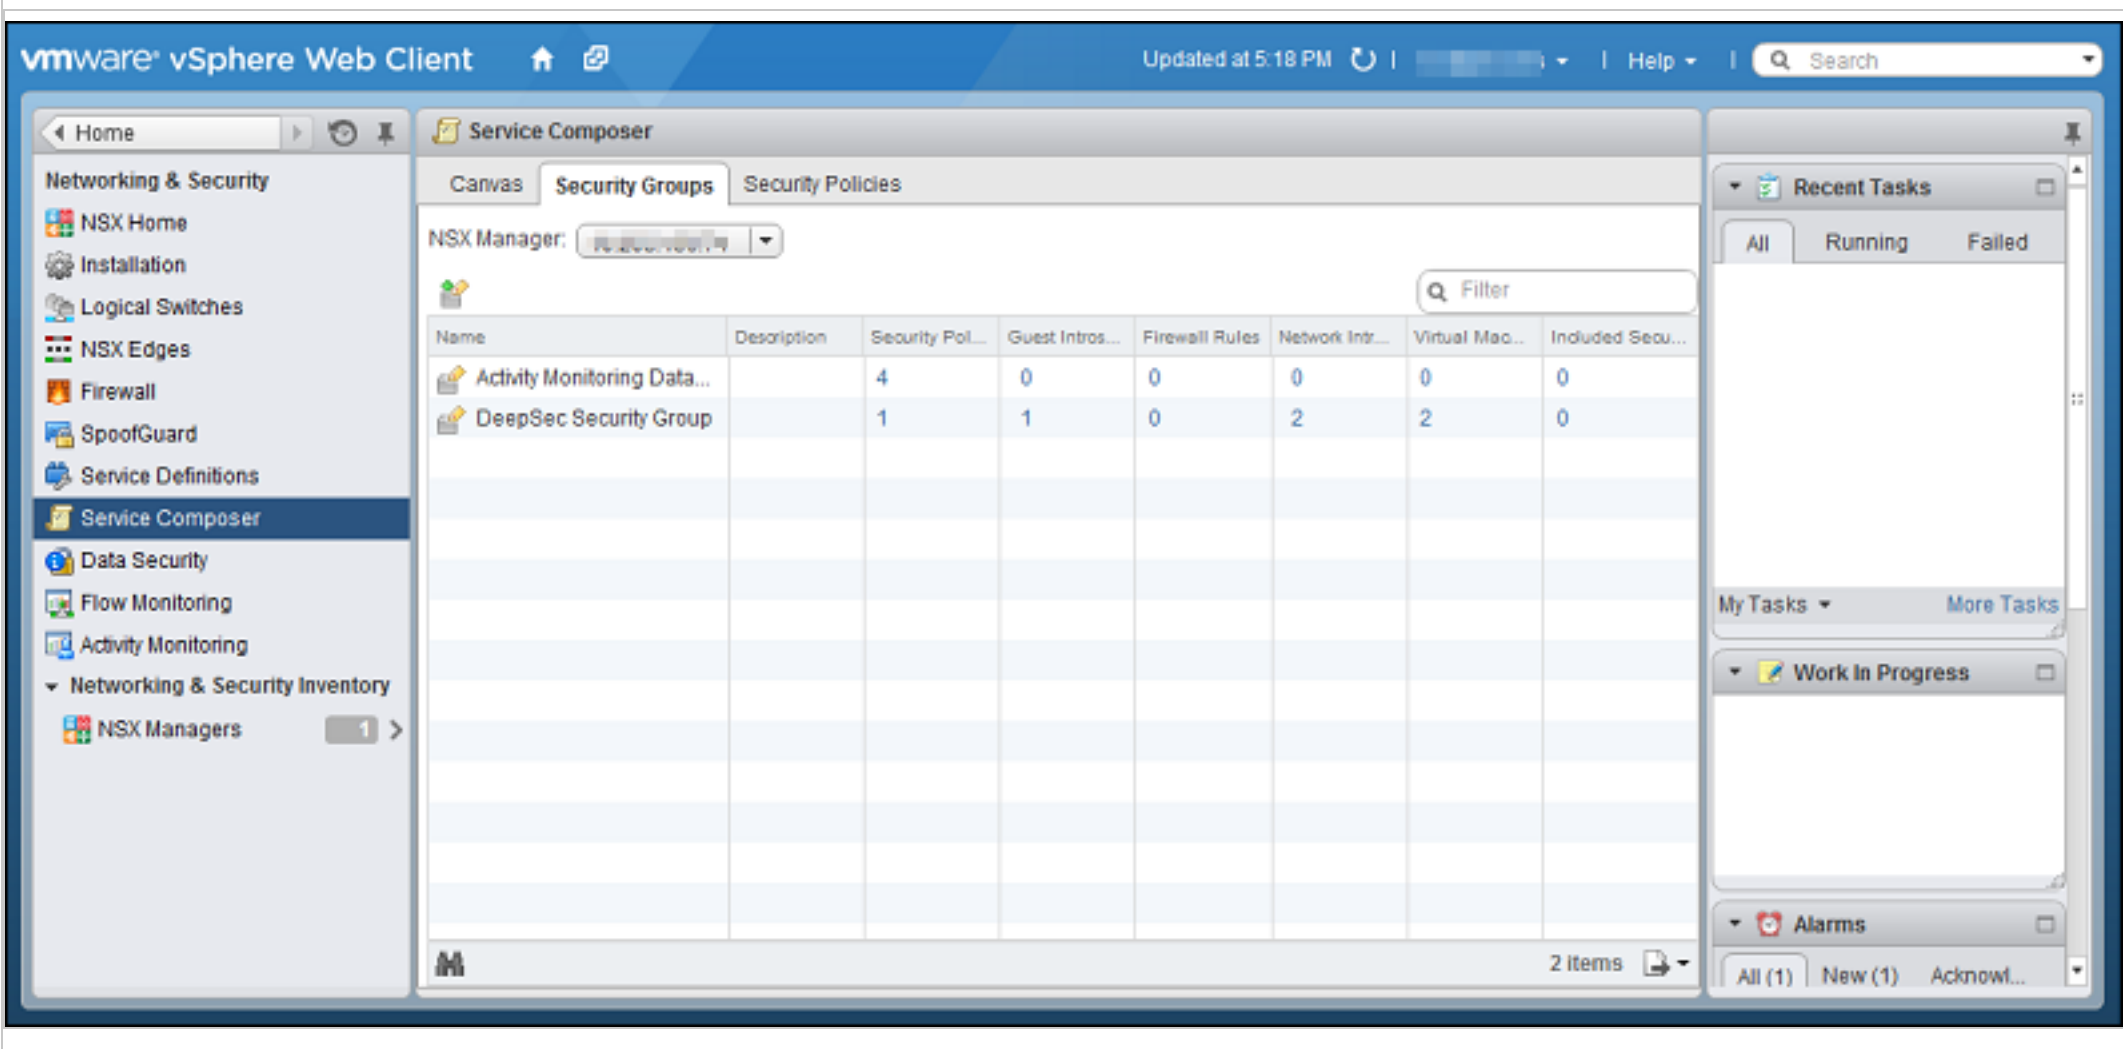 vmware® vSphere Web Client
Updated at 5:18 PM
Help
Search
Home
Networking & Security
NSX Home
Installation
Logical Switches
NSX Edges
Firewall
SpoofGuard
Service Definitions
Service Composer
Data Security
Flow Monitoring
Activity Monitoring
Networking & Security Inventory
NSX Managers 1
Service Composer
Canvas Security Groups Security Policies
NSX Manager:
Filter
Name Description Security Pol... Guest Intros... Firewall Rules Network Intr... Virtual Mac... Included Secu...
Activity Monitoring Data... 4 0 0 0 0 0
DeepSec Security Group 1 1 0 2 2 0
2 items
Recent Tasks
All Running Failed
My Tasks More Tasks
Work In Progress
Alarms
All (1) New (1) Acknowl...